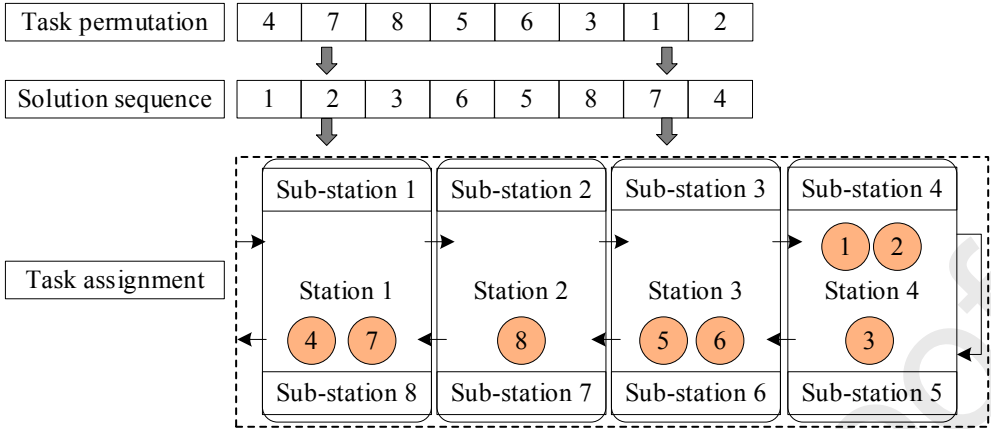 Task permutation 4 7 8 5 6 3 1 2
Solution sequence 1 2 3 6 5 8 7 4
Sub-station 1 Sub-station 2 Sub-station 3 Sub-station 4
1 2
Task assignment Station 1 Station 2 Station 3 Station 4
4 7 8 5 6 3
Sub-station 8 Sub-station 7 Sub-station 6 Sub-station 5